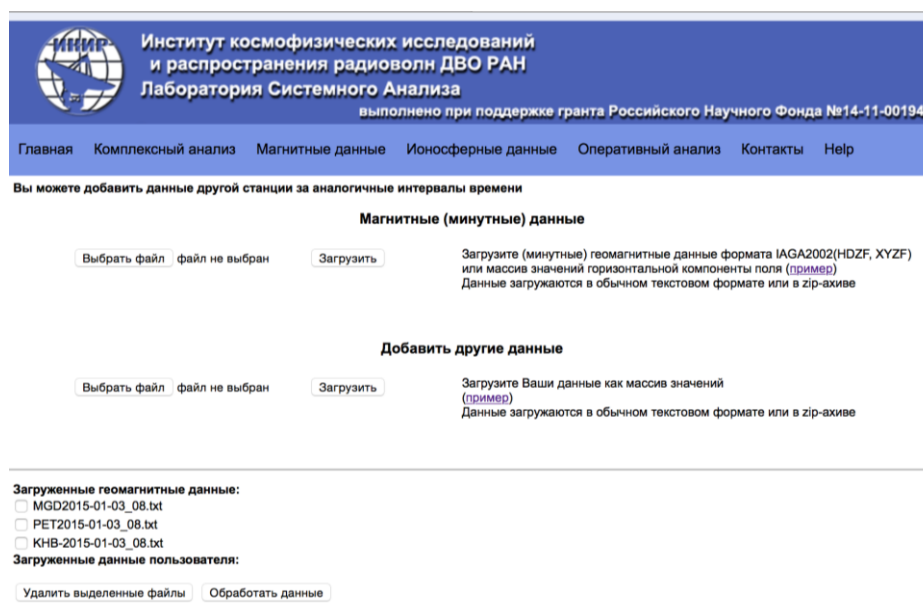 ИКИР
Институт космофизических исследований
и распространения радиоволн ДВО РАН
Лаборатория Системного Анализа
выполнено при поддержке гранта Российского Научного Фонда №14-11-00194
Главная Комплексный анализ Магнитные данные Ионосферные данные Оперативный анализ Контакты Help
Вы можете добавить данные другой станции за аналогичные интервалы времени
Магнитные (минутные) данные
Выбрать файл файл не выбран Загрузить
Загрузите (минутные) геомагнитные данные формата IAGA2002(HDZF, XYZF)
или массив значений горизонтальной компоненты поля (пример)
Данные загружаются в обычном текстовом формате или в zip-ахиве
Добавить другие данные
Выбрать файл файл не выбран Загрузить
Загрузите Ваши данные как массив значений
(пример)
Данные загружаются в обычном текстовом формате или в zip-ахиве
Загруженные геомагнитные данные:
MGD2015-01-03_08.txt
PET2015-01-03_08.txt
KHB-2015-01-03_08.txt
Загруженные данные пользователя:
Удалить выделенные файлы Обработать данные